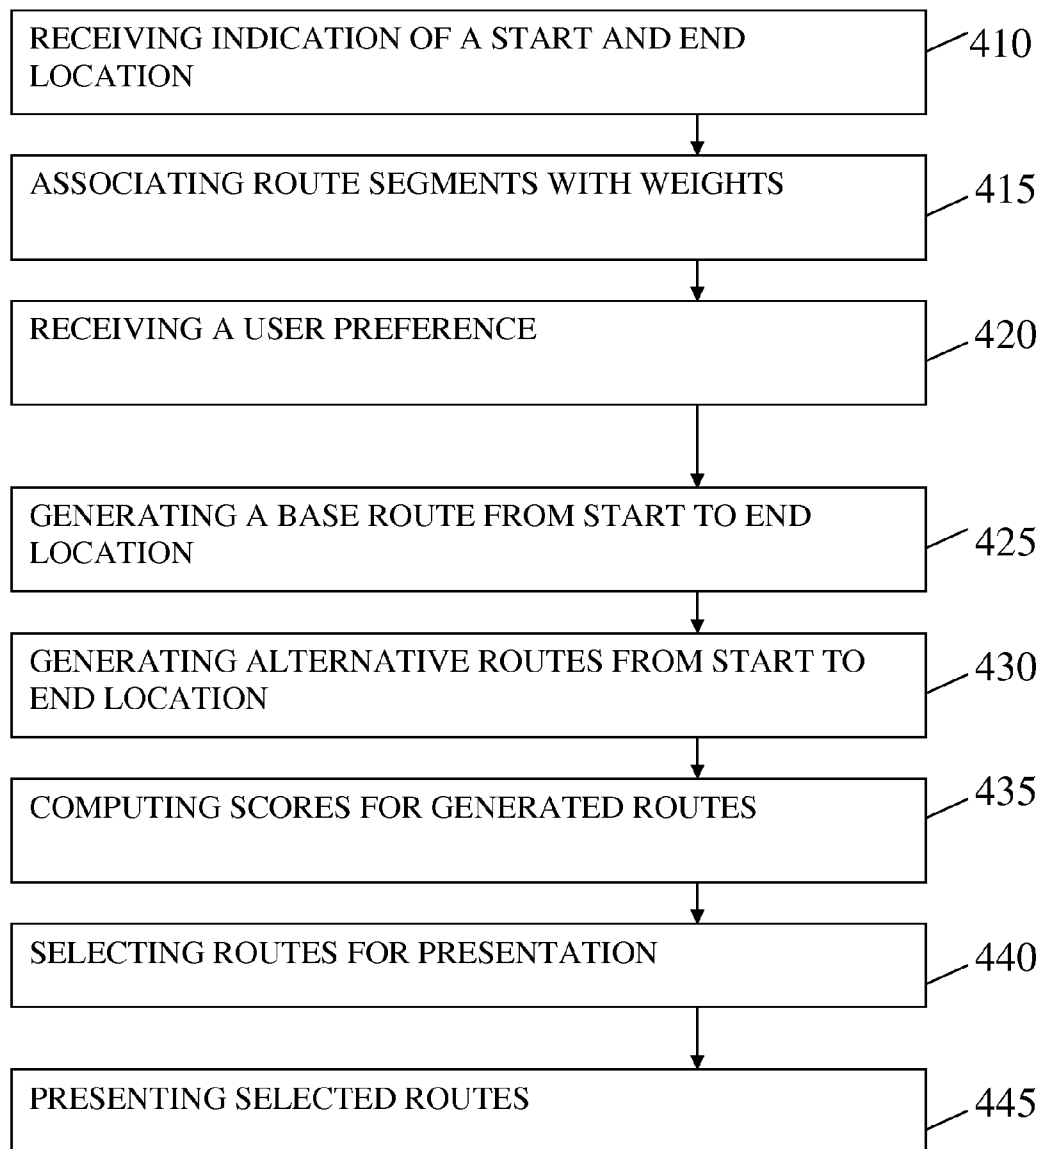 RECEIVING INDICATION OF A START AND END
LOCATION
410
ASSOCIATING ROUTE SEGMENTS WITH WEIGHTS
415
RECEIVING A USER PREFERENCE
420
GENERATING A BASE ROUTE FROM START TO END
LOCATION
425
GENERATING ALTERNATIVE ROUTES FROM START TO
END LOCATION
430
COMPUTING SCORES FOR GENERATED ROUTES
435
SELECTING ROUTES FOR PRESENTATION
440
PRESENTING SELECTED ROUTES
445